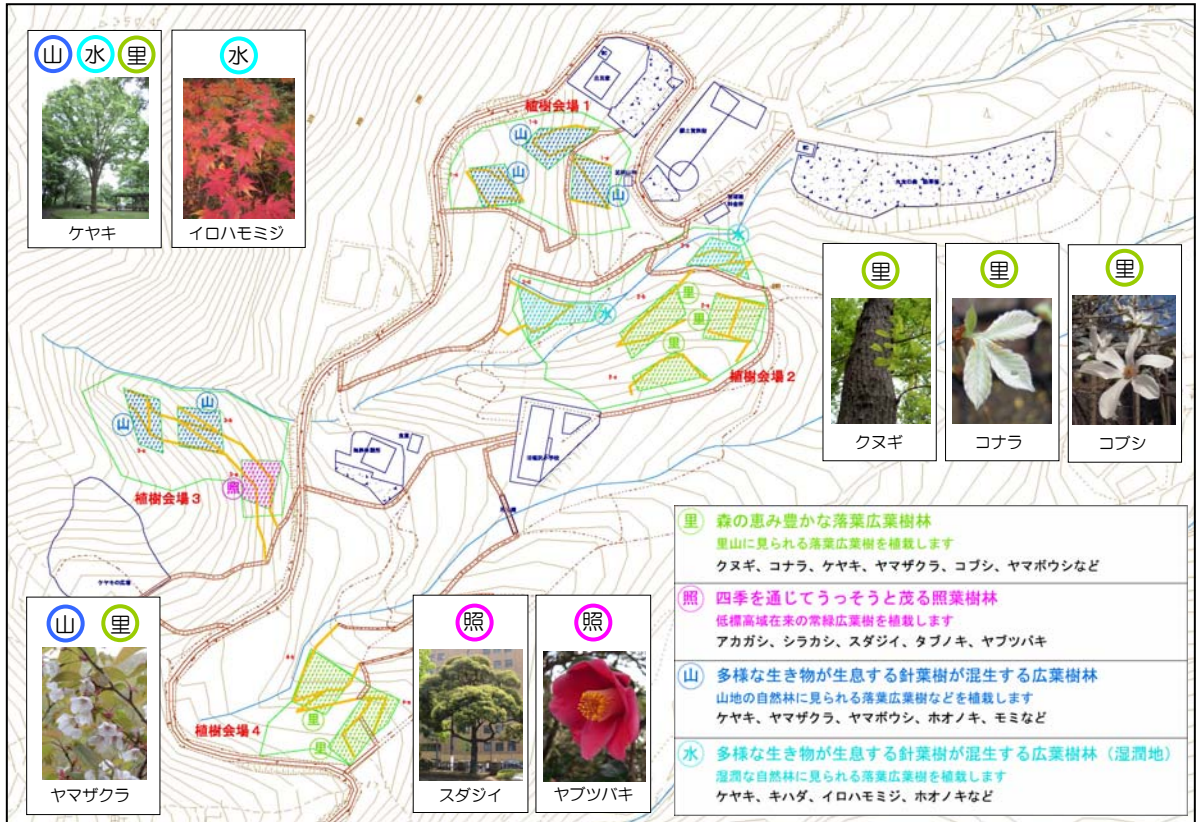 山 水 里
ケヤキ
水
イロハモミジ
植樹会場1
山
山
山
水
水
里
里
里
植樹会場2
里
クヌギ
里
コナラ
里
コブシ
山
山
照
植樹会場3
ケヤキの広場
里
里
植樹会場4
山 里
ヤマザクラ
照
スダジイ
照
ヤブツバキ
里 森の恵み豊かな落葉広葉樹林
里山に見られる落葉広葉樹を植栽します
クヌギ、コナラ、ケヤキ、ヤマザクラ、コブシ、ヤマボウシなど
照 四季を通じてうっそうと茂る照葉樹林
低標高域在来の常緑広葉樹を植栽します
アカガシ、シラカシ、スダジイ、タブノキ、ヤブツバキ
山 多様な生き物が生息する針葉樹が混生する広葉樹林
山地の自然林に見られる落葉広葉樹などを植栽します
ケヤキ、ヤマザクラ、ヤマボウシ、ホオノキ、モミなど
水 多様な生き物が生息する針葉樹が混生する広葉樹林（湿潤地）
湿潤な自然林に見られる落葉広葉樹を植栽します
ケヤキ、キハダ、イロハモミジ、ホオノキなど